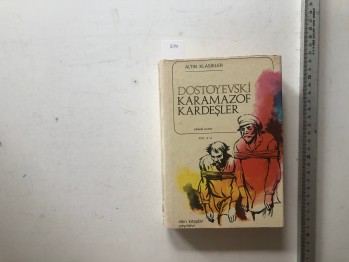 ALTIN KLASİKLER
DOSTOYEVSKİ
KARAMAZOF
KARDEŞLER
altın kitaplar
yayınevi